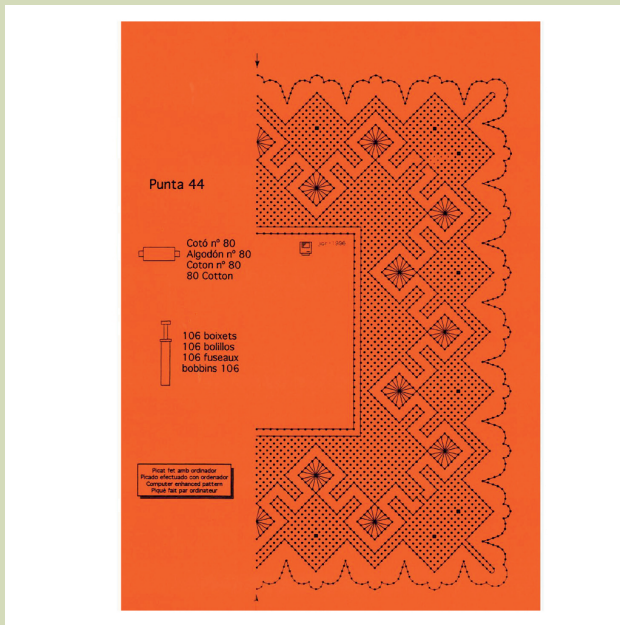 Punta 44
Cotó nº 80
Algodón nº 80
Coton nº 80
80 Cotton
106 boixets
106 bolillos
106 fuseaux
bobbins 106
Picat fet amb ordinador
Picado efectuado con ordenador
Computer enhanced pattern
Piqué fait par ordinateur